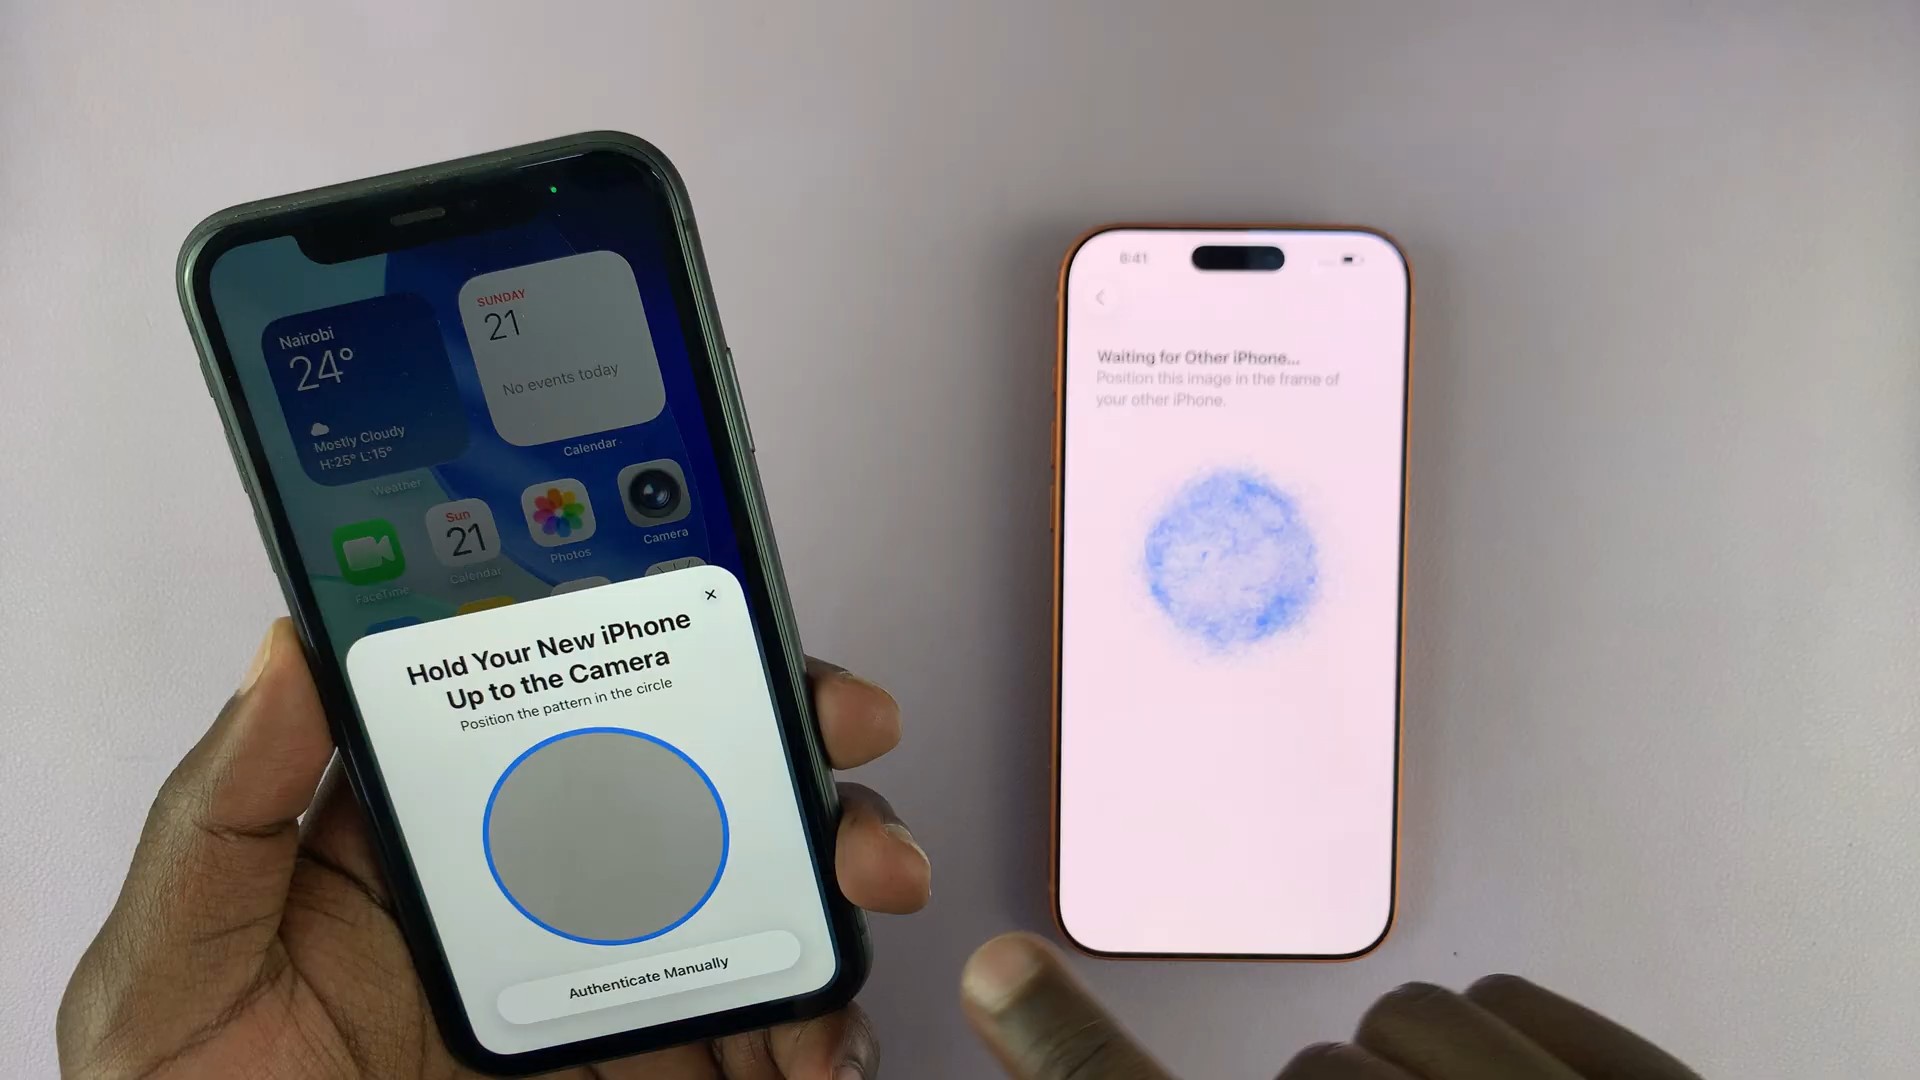 Nairobi
24°
Mostly Cloudy
H:25° L:15°
Weather
SUNDAY
21
No events today
Calendar
FaceTime
Sun
21
Calendar
Photos
Camera
Hold Your New iPhone
Up to the Camera
Position the pattern in the circle
Authenticate Manually
6:41
Waiting for Other iPhone...
Position this image in the frame of
your other iPhone.